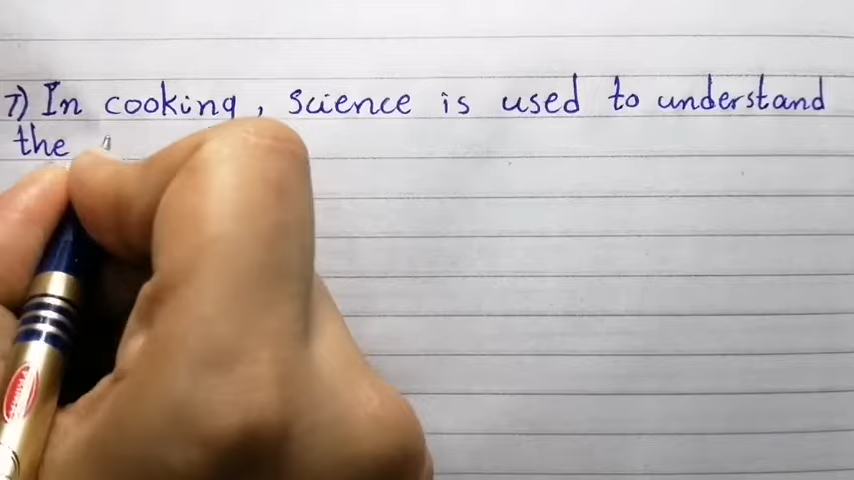 7) In cooking, science is used to understand
the